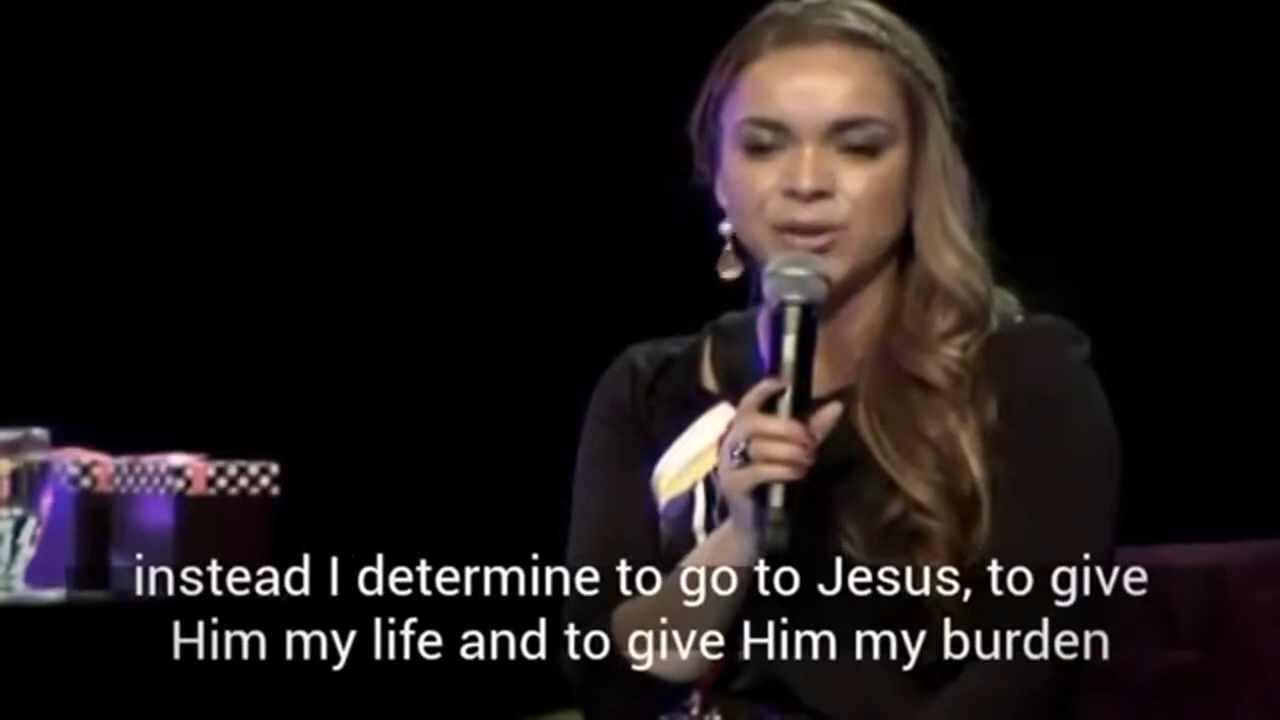 instead I determine to go to Jesus, to give
Him my life and to give Him my burden